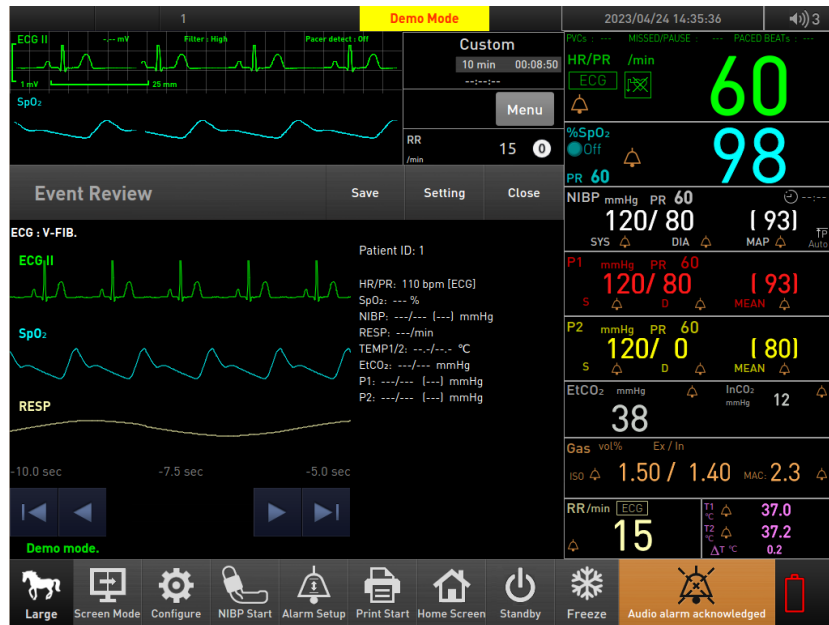 1
Demo Mode
2023/04/24 14:35:36
3
ECG II
-.-- mV
Filter : High
Pacer detect : Off
1 mV
25 mm
SpO₂
Custom
10 min 00:08:50
--:--:--
Menu
RR
/min
15 0
PVCs : --- MISSED/PAUSE : --- PACED BEATs : ---
HR/PR /min
ECG
60
%SpO₂
Off
98
PR 60
NIBP mmHg PR 60
--:--
120/ 80 ( 93)
SYS DIA MAP
TP
Auto
P1 mmHg PR 60
120/ 80 ( 93)
S D MEAN
P2 mmHg PR 60
120/ 0 ( 80)
S D MEAN
EtCO₂ mmHg
38
InCO₂
mmHg
12
Gas vol% Ex / In
ISO 1.50 / 1.40 MAC: 2.3
RR/min ECG
15
T1 °C 37.0
T2 °C 37.2
ΔT °C 0.2
Event Review
Save
Setting
Close
ECG : V-FIB.
ECG II
SpO₂
RESP
-10.0 sec -7.5 sec -5.0 sec
Patient ID: 1
HR/PR: 110 bpm [ECG]
SpO₂: --- %
NIBP: ---/--- (---) mmHg
RESP: ---/min
TEMP1/2: --.-/--.- °C
EtCO₂: ---/--- mmHg
P1: ---/--- (---) mmHg
P2: ---/--- (---) mmHg
Demo mode.
Large
Screen Mode
Configure
NIBP Start
Alarm Setup
Print Start
Home Screen
Standby
Freeze
Audio alarm acknowledged